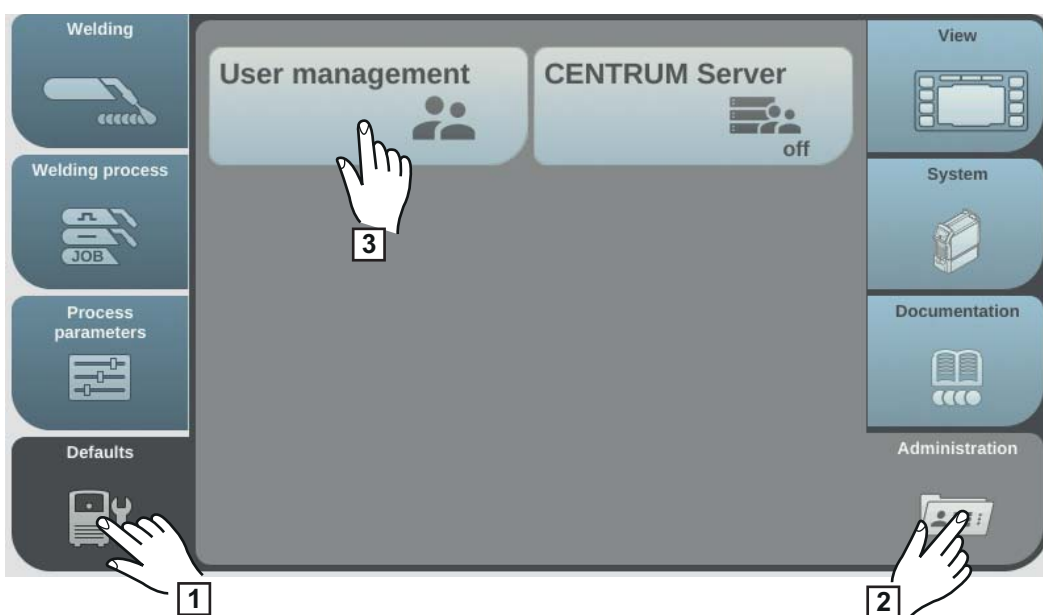 Welding
Welding process
JOB
Process
parameters
Defaults
1
User management
CENTRUM Server
off
3
View
System
Documentation
Administration
2